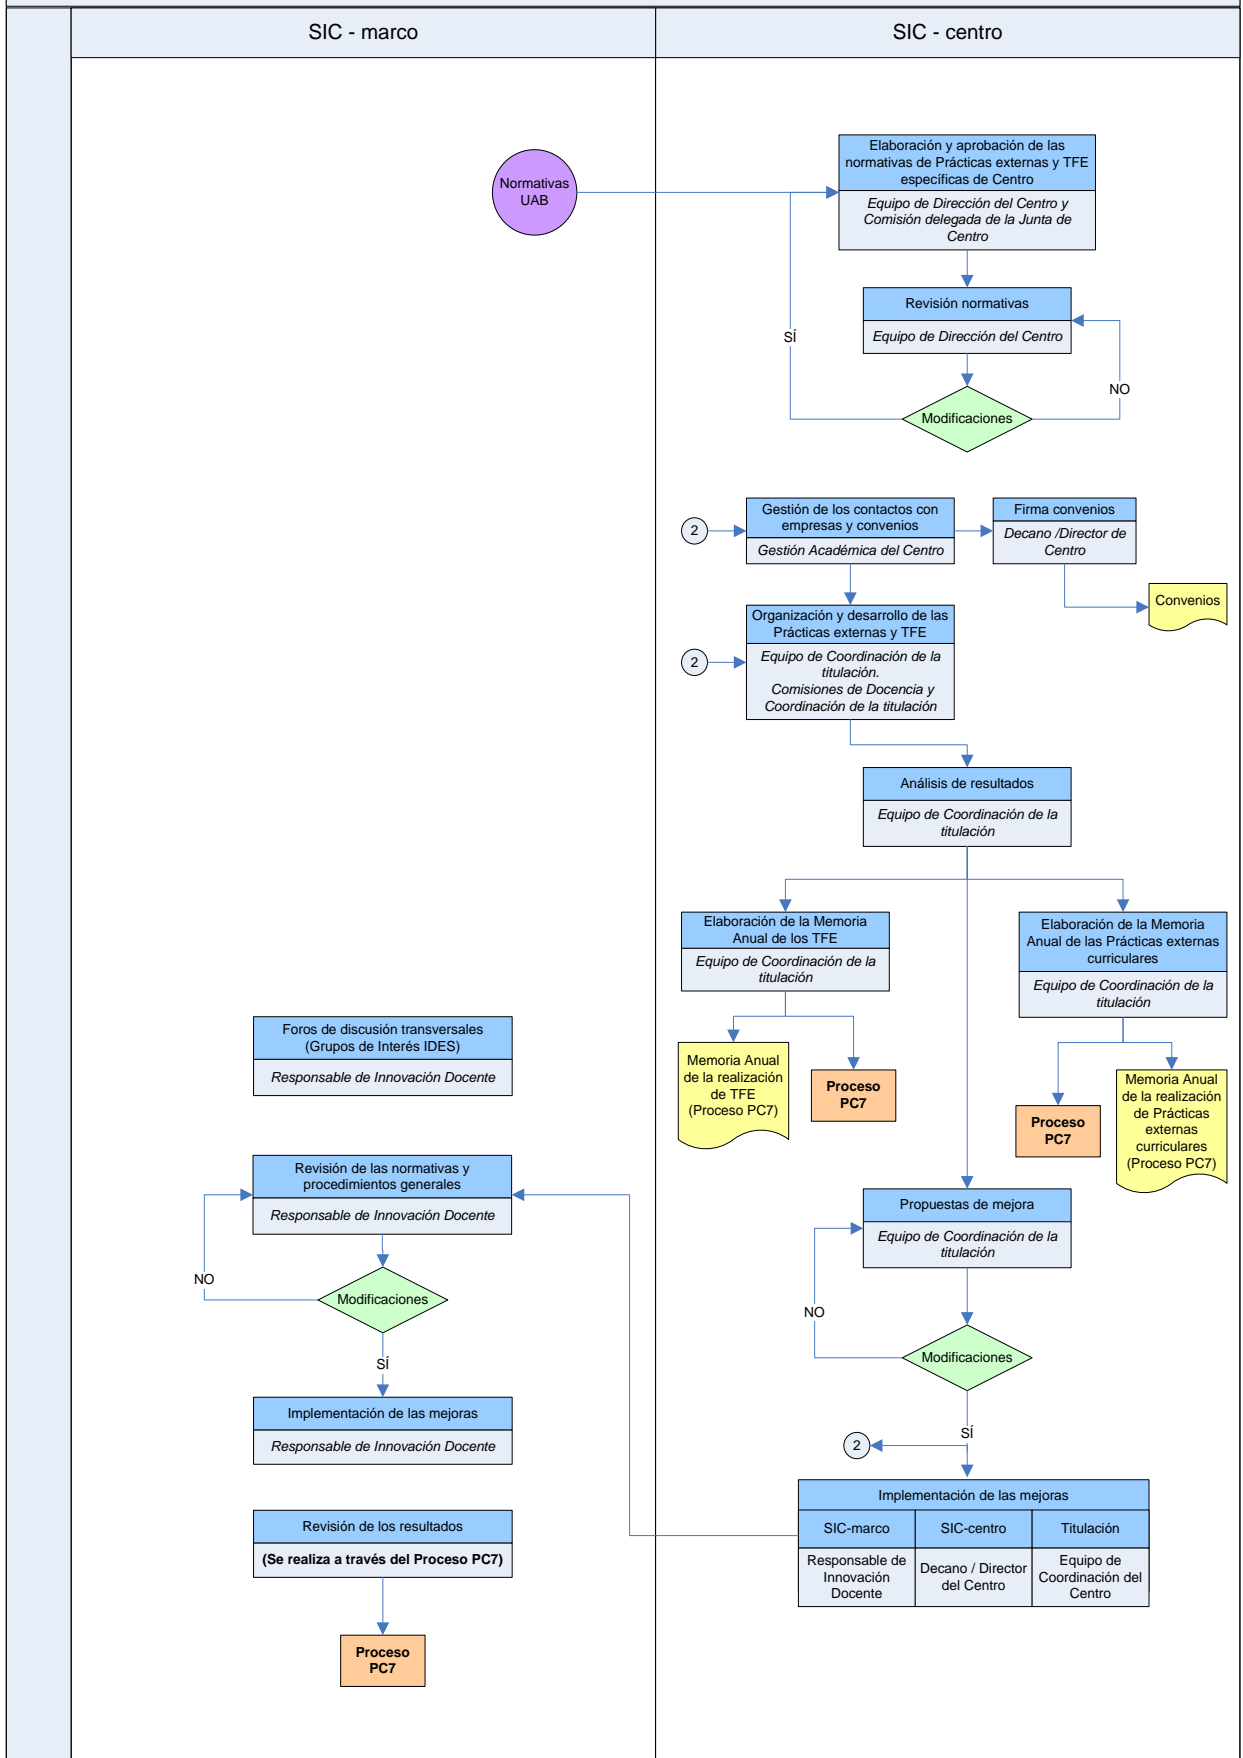 SIC - marco
SIC - centro
Normativas
UAB
Elaboración y aprobación de las
normativas de Prácticas externas y TFE
específicas de Centro
Equipo de Dirección del Centro y
Comisión delegada de la Junta de
Centro
Revisión normativas
Equipo de Dirección del Centro
SÍ
NO
Modificaciones
2
Gestión de los contactos con
empresas y convenios
Gestión Académica del Centro
Firma convenios
Decano /Director de
Centro
Convenios
2
Organización y desarrollo de las
Prácticas externas y TFE
Equipo de Coordinación de la
titulación.
Comisiones de Docencia y
Coordinación de la titulación
Análisis de resultados
Equipo de Coordinación de la
titulación
Elaboración de la Memoria
Anual de los TFE
Equipo de Coordinación de la
titulación
Elaboración de la Memoria
Anual de las Prácticas externas
curriculares
Equipo de Coordinación de la
titulación
Memoria Anual
de la realización
de TFE
(Proceso PC7)
Proceso
PC7
Proceso
PC7
Memoria Anual
de la realización
de Prácticas
externas
curriculares
(Proceso PC7)
Foros de discusión transversales
(Grupos de Interés IDES)
Responsable de Innovación Docente
Revisión de las normativas y
procedimientos generales
Responsable de Innovación Docente
NO
Modificaciones
SÍ
Implementación de las mejoras
Responsable de Innovación Docente
Revisión de los resultados
(Se realiza a través del Proceso PC7)
Proceso
PC7
Propuestas de mejora
Equipo de Coordinación de la
titulación
NO
Modificaciones
SÍ
2
Implementación de las mejoras
SIC-marco
SIC-centro
Titulación
Responsable de
Innovación
Docente
Decano / Director
del Centro
Equipo de
Coordinación del
Centro